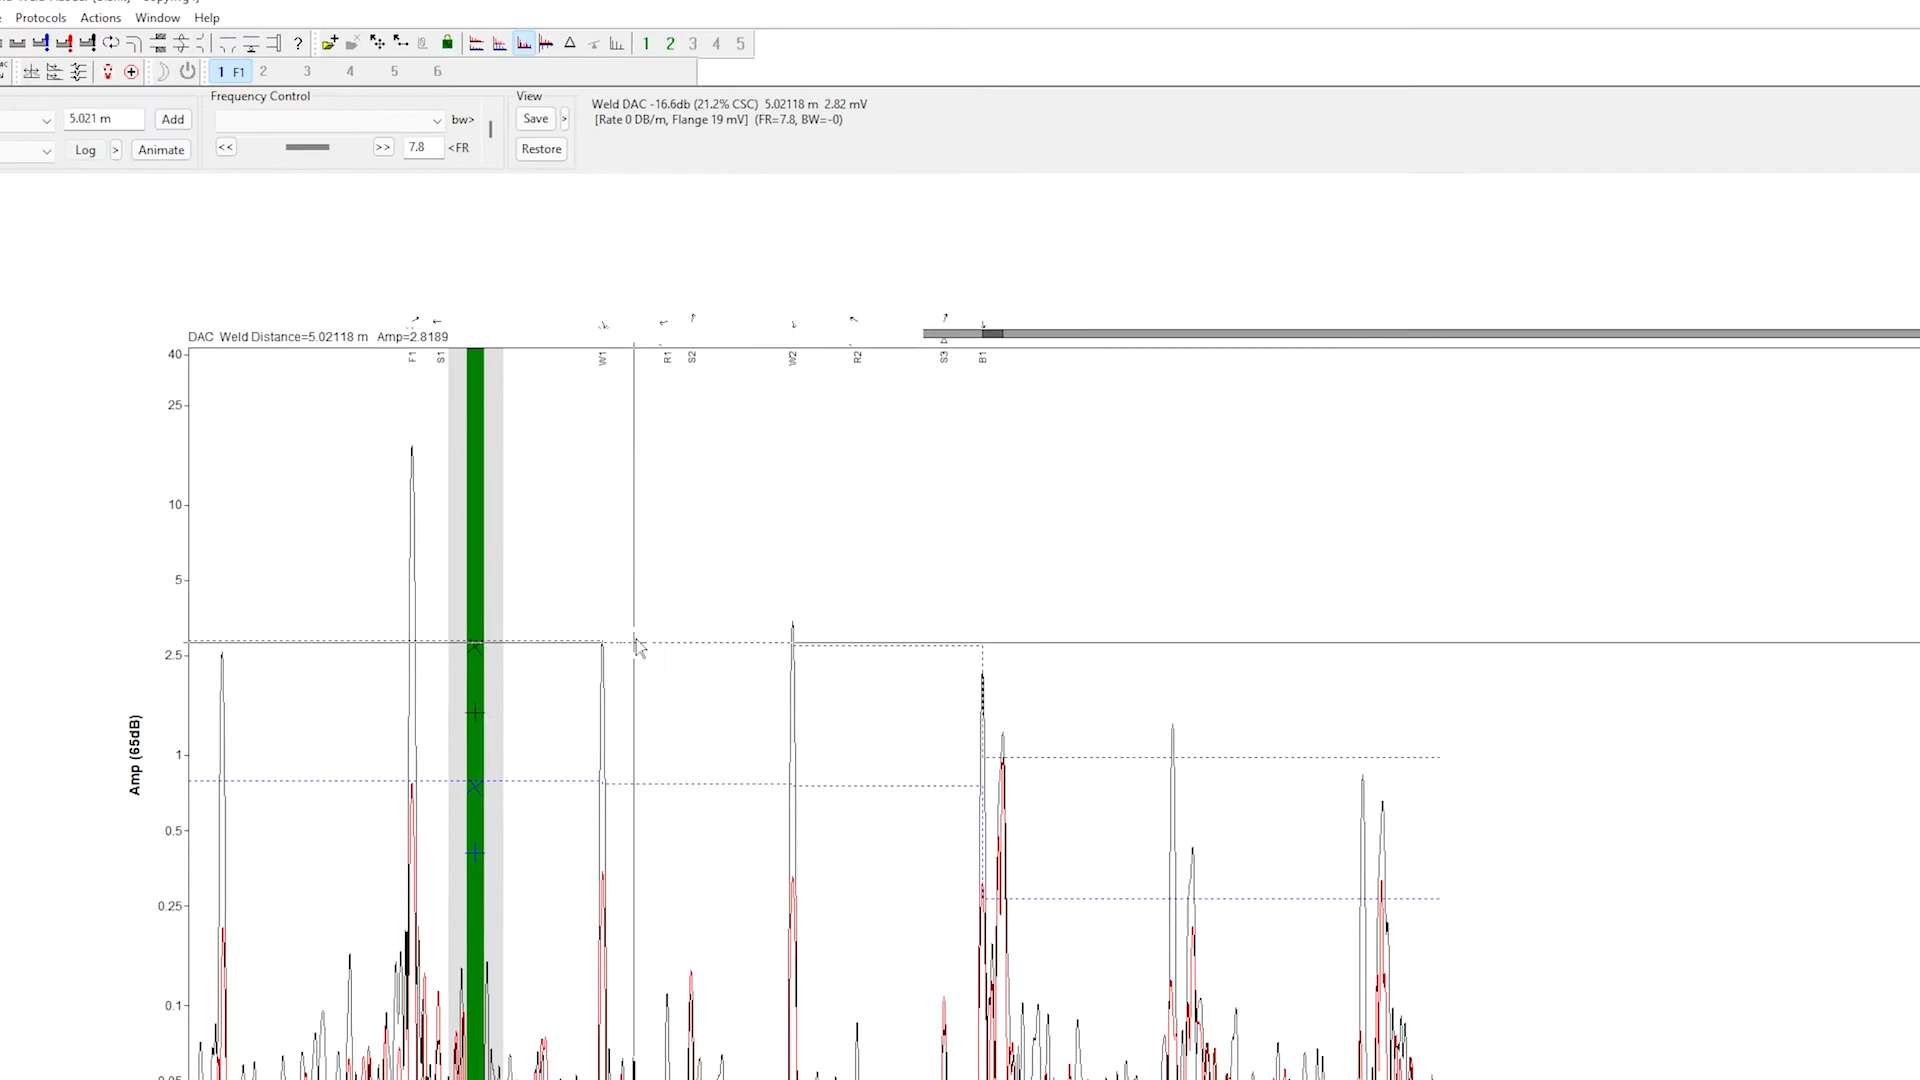 Protocols Actions Window Help
? 1 2 3 4 5
1 F1 2 3 4 5 6
Frequency Control
View
5.021 m Add
bw>
Save >
Weld DAC -16.6db (21.2% CSC) 5.02118 m 2.82 mV
[Rate 0 DB/m, Flange 19 mV] (FR=7.8, BW=-0)
Log > Animate
<< >> 7.8 <FR
Restore
DAC Weld Distance=5.02118 m Amp=2.8189
F1 S1 W1 R1 S2 W2 R2 S3 B1
40
25
10
5
2.5
1
0.5
0.25
0.1
Amp (65dB)